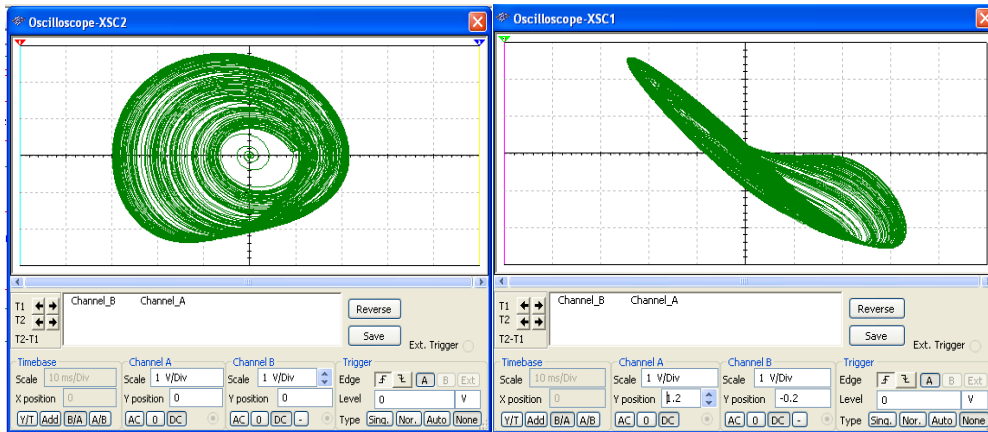 Oscilloscope-XSC2
T1
T2
T2-T1
Channel_B Channel_A
Reverse
Save
Ext. Trigger
Timebase
Scale 10 ms/Div
X position 0
Y/T Add B/A A/B
Channel A
Scale 1 V/Div
Y position 0
AC 0 DC
Channel B
Scale 1 V/Div
Y position 0
AC 0 DC -
Trigger
Edge A B Ext
Level 0 V
Type Sing. Nor. Auto None
Oscilloscope-XSC1
T1
T2
T2-T1
Channel_B Channel_A
Reverse
Save
Ext. Trigger
Timebase
Scale 10 ms/Div
X position 0
Y/T Add B/A A/B
Channel A
Scale 1 V/Div
Y position 1.2
AC 0 DC
Channel B
Scale 1 V/Div
Y position -0.2
AC 0 DC -
Trigger
Edge A B Ext
Level 0 V
Type Sing. Nor. Auto None